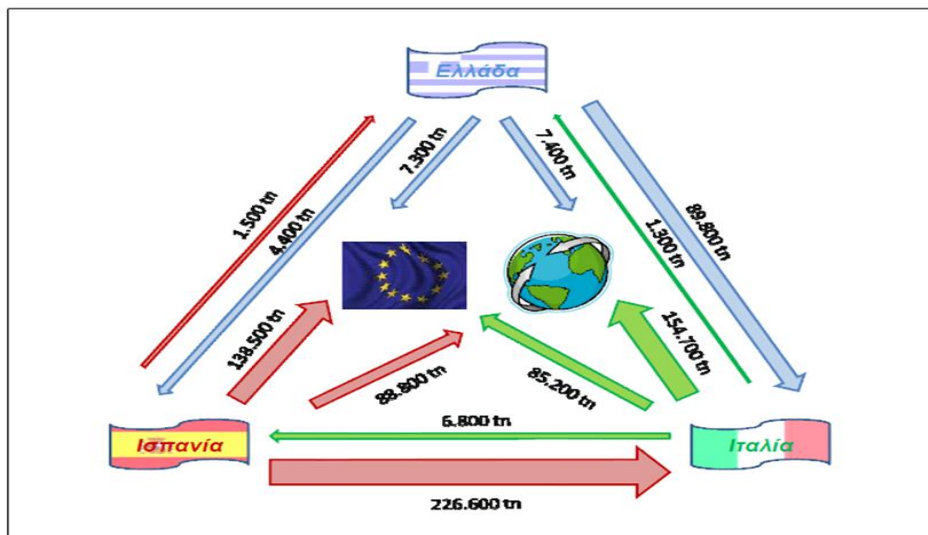 Ελλάδα
7.300 tn
7.400 tn
1.500 tn
4.400 tn
1.300 tn
89.800 tn
138.500 tn
88.800 tn
85.200 tn
154.700 tn
6.800 tn
Ισπανία
Ιταλία
226.600 tn